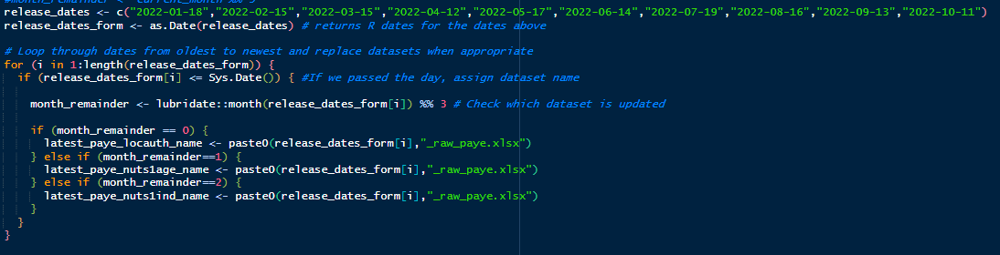 #month_remainder <- current_month %% 3
release_dates <- c("2022-01-18","2022-02-15","2022-03-15","2022-04-12","2022-05-17","2022-06-14","2022-07-19","2022-08-16","2022-09-13","2022-10-11")
release_dates_form <- as.Date(release_dates) # returns R dates for the dates above
# Loop through dates from oldest to newest and replace datasets when appropriate
for (i in 1:length(release_dates_form)) {
if (release_dates_form[i] <= Sys.Date()) { #If we passed the day, assign dataset name
month_remainder <- lubridate::month(release_dates_form[i]) %% 3 # Check which dataset is updated
if (month_remainder == 0) {
latest_paye_locauth_name <- paste0(release_dates_form[i],"_raw_paye.xlsx")
} else if (month_remainder==1) {
latest_paye_nuts1age_name <- paste0(release_dates_form[i],"_raw_paye.xlsx")
} else if (month_remainder==2) {
latest_paye_nuts1ind_name <- paste0(release_dates_form[i],"_raw_paye.xlsx")
}
}
}